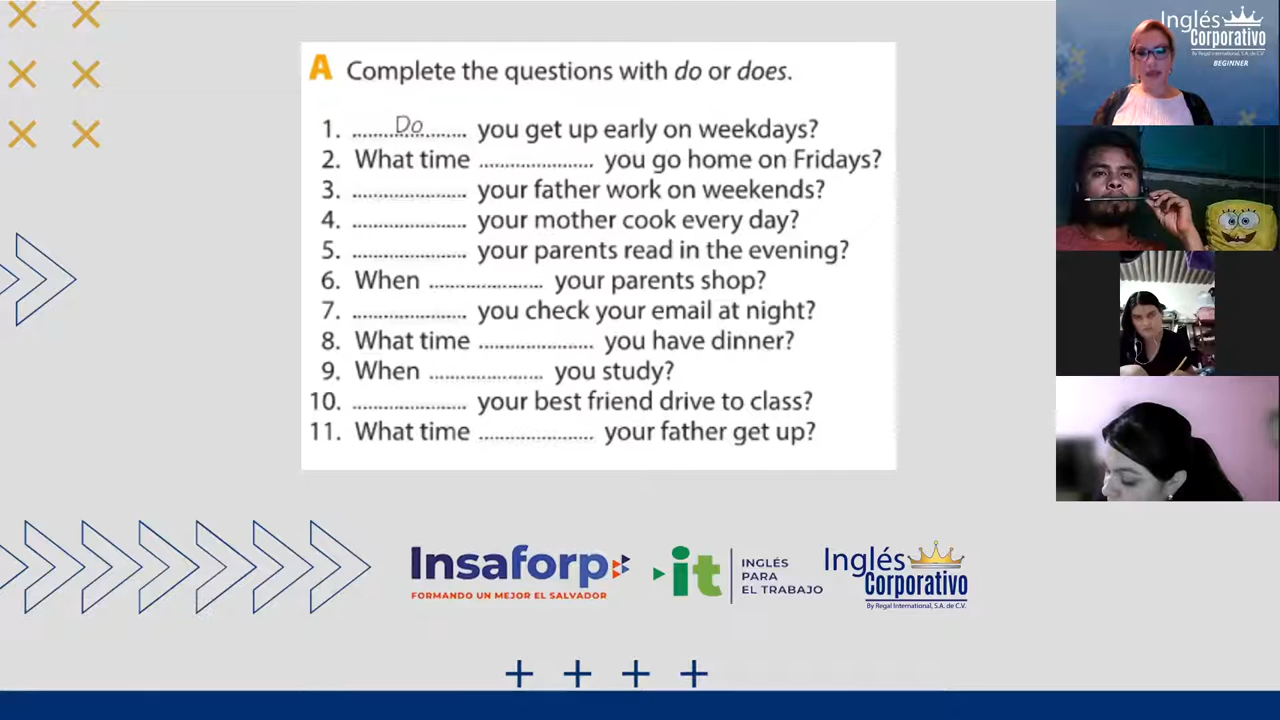 A Complete the questions with do or does.
1. ........Do........ you get up early on weekdays?
2. What time .................... you go home on Fridays?
3. .................... your father work on weekends?
4. .................... your mother cook every day?
5. .................... your parents read in the evening?
6. When .................... your parents shop?
7. .................... you check your email at night?
8. What time .................... you have dinner?
9. When .................... you study?
10. .................... your best friend drive to class?
11. What time .................... your father get up?
Insaforp
FORMANDO UN MEJOR EL SALVADOR
it
INGLÉS
PARA
EL TRABAJO
Inglés
Corporativo
By Regal International, S.A. de C.V.
Inglés
Corporativo
By Regal International, S.A. de C.V.
BEGINNER